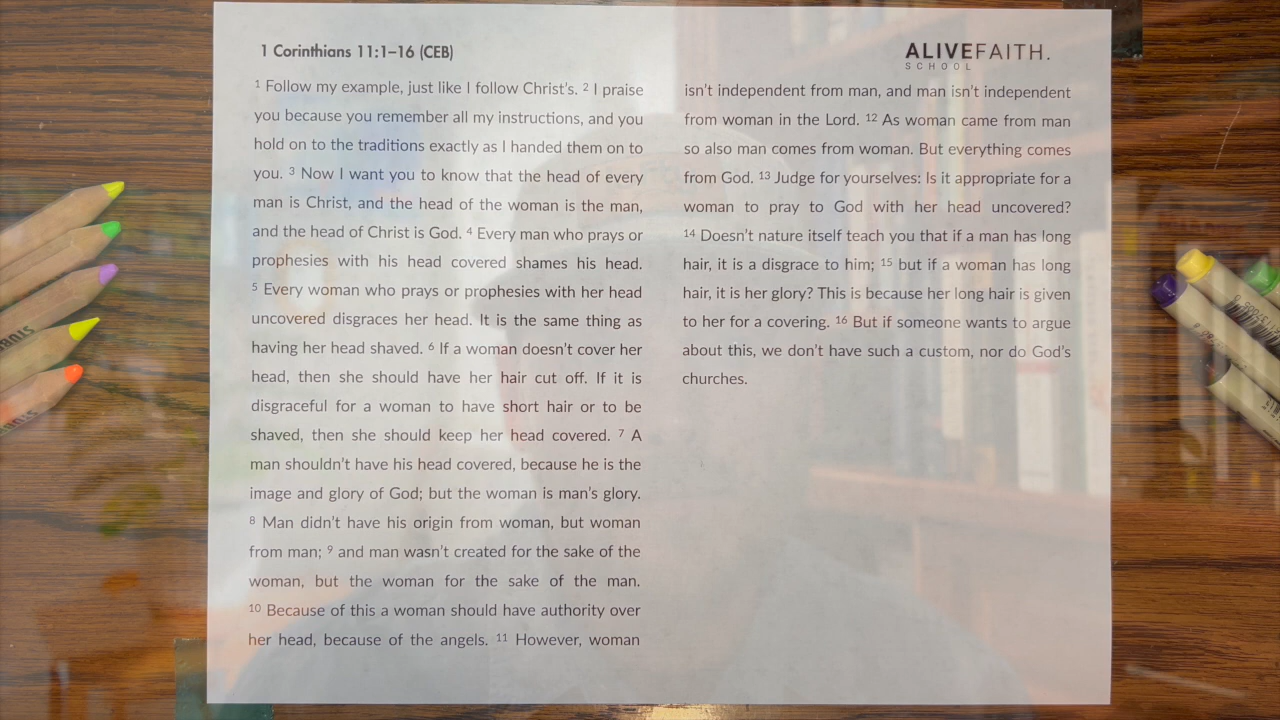 1 Corinthians 11:1–16 (CEB)
ALIVEFAITH.
SCHOOL
1 Follow my example, just like I follow Christ's. 2 I praise
you because you remember all my instructions, and you
hold on to the traditions exactly as I handed them on to
you. 3 Now I want you to know that the head of every
man is Christ, and the head of the woman is the man,
and the head of Christ is God. 4 Every man who prays or
prophesies with his head covered shames his head.
5 Every woman who prays or prophesies with her head
uncovered disgraces her head. It is the same thing as
having her head shaved. 6 If a woman doesn't cover her
head, then she should have her hair cut off. If it is
disgraceful for a woman to have short hair or to be
shaved, then she should keep her head covered. 7 A
man shouldn't have his head covered, because he is the
image and glory of God; but the woman is man's glory.
8 Man didn't have his origin from woman, but woman
from man; 9 and man wasn't created for the sake of the
woman, but the woman for the sake of the man.
10 Because of this a woman should have authority over
her head, because of the angels. 11 However, woman
isn't independent from man, and man isn't independent
from woman in the Lord. 12 As woman came from man
so also man comes from woman. But everything comes
from God. 13 Judge for yourselves: Is it appropriate for a
woman to pray to God with her head uncovered?
14 Doesn't nature itself teach you that if a man has long
hair, it is a disgrace to him; 15 but if a woman has long
hair, it is her glory? This is because her long hair is given
to her for a covering. 16 But if someone wants to argue
about this, we don't have such a custom, nor do God's
churches.